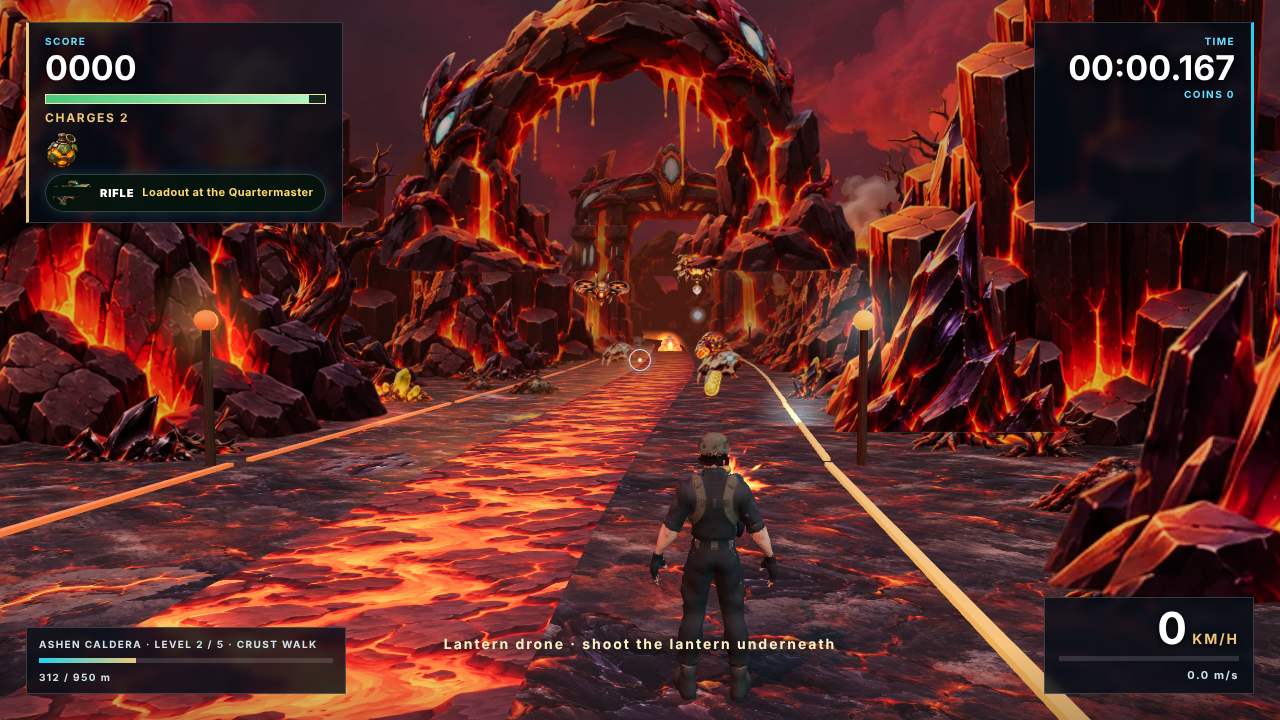 SCORE
0000
CHARGES 2
RIFLE Loadout at the Quartermaster
TIME
00:00.167
COINS 0
Lantern drone · shoot the lantern underneath
ASHEN CALDERA · LEVEL 2 / 5 · CRUST WALK
312 / 950 m
0 KM/H
0.0 m/s